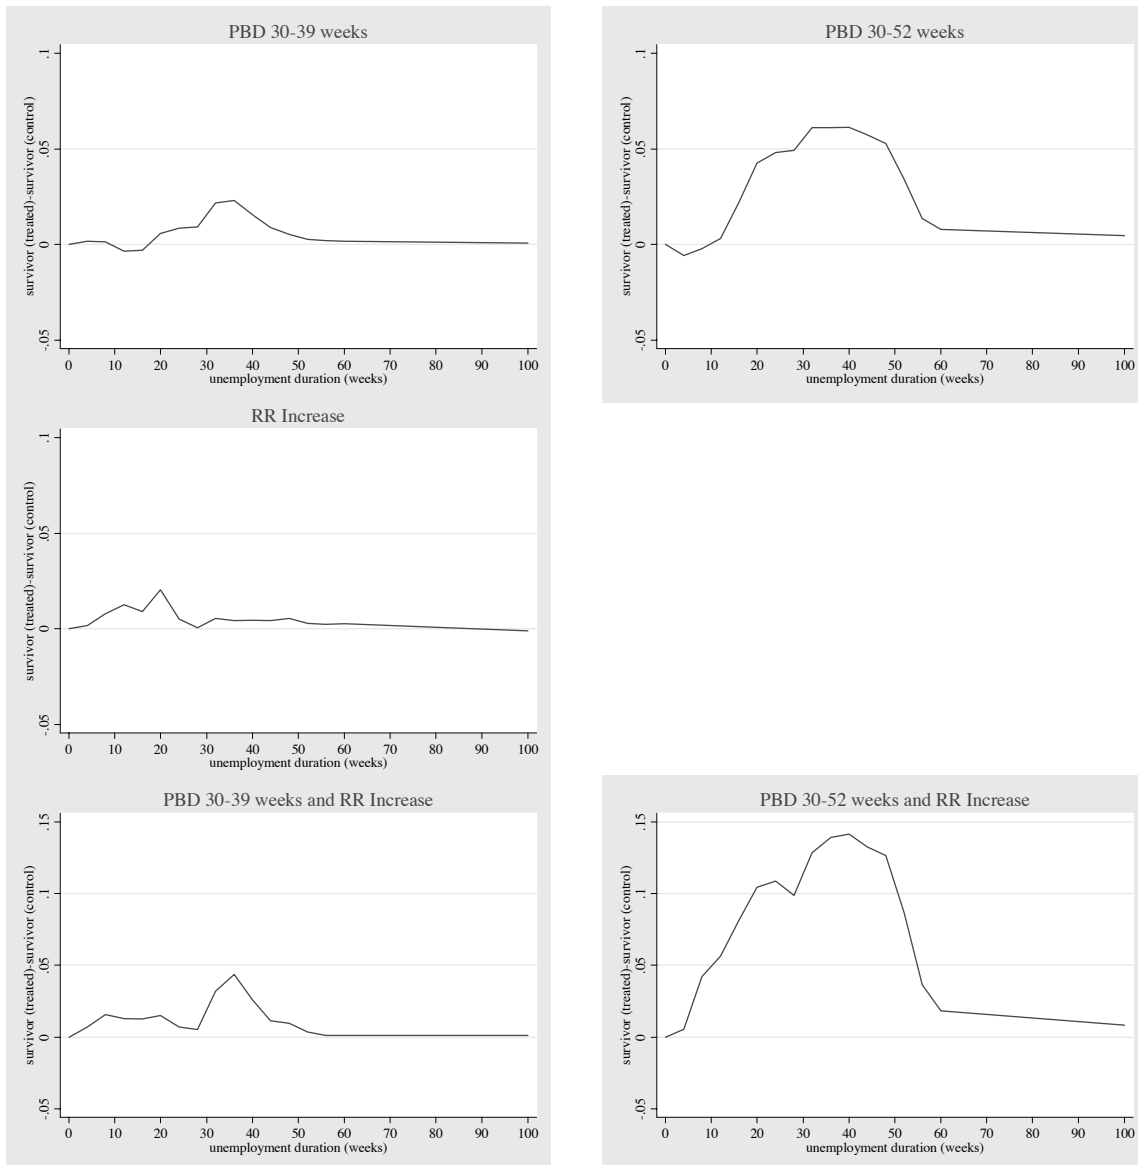 PBD 30-39 weeks
survivor (treated)-survivor (control)
.1
.05
0
-.05
0 10 20 30 40 50 60 70 80 90 100
unemployment duration (weeks)
PBD 30-52 weeks
survivor (treated)-survivor (control)
.1
.05
0
-.05
0 10 20 30 40 50 60 70 80 90 100
unemployment duration (weeks)
RR Increase
survivor (treated)-survivor (control)
.1
.05
0
-.05
0 10 20 30 40 50 60 70 80 90 100
unemployment duration (weeks)
PBD 30-39 weeks and RR Increase
survivor (treated)-survivor (control)
.15
.1
.05
0
-.05
0 10 20 30 40 50 60 70 80 90 100
unemployment duration (weeks)
PBD 30-52 weeks and RR Increase
survivor (treated)-survivor (control)
.15
.1
.05
0
-.05
0 10 20 30 40 50 60 70 80 90 100
unemployment duration (weeks)